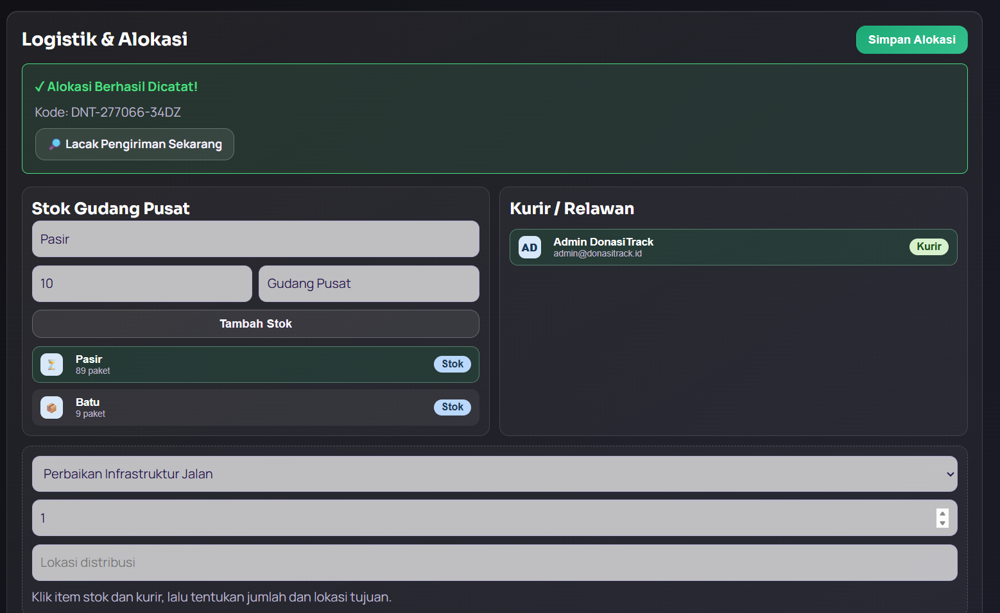 Logistik & Alokasi
Simpan Alokasi
✓ Alokasi Berhasil Dicatat!
Kode: DNT-277066-34DZ
🔎 Lacak Pengiriman Sekarang
Stok Gudang Pusat
Pasir
10
Gudang Pusat
Tambah Stok
Pasir
89 paket
Stok
Batu
9 paket
Stok
Kurir / Relawan
AD
Admin DonasiTrack
admin@donasitrack.id
Kurir
Perbaikan Infrastruktur Jalan
1
Lokasi distribusi
Klik item stok dan kurir, lalu tentukan jumlah dan lokasi tujuan.